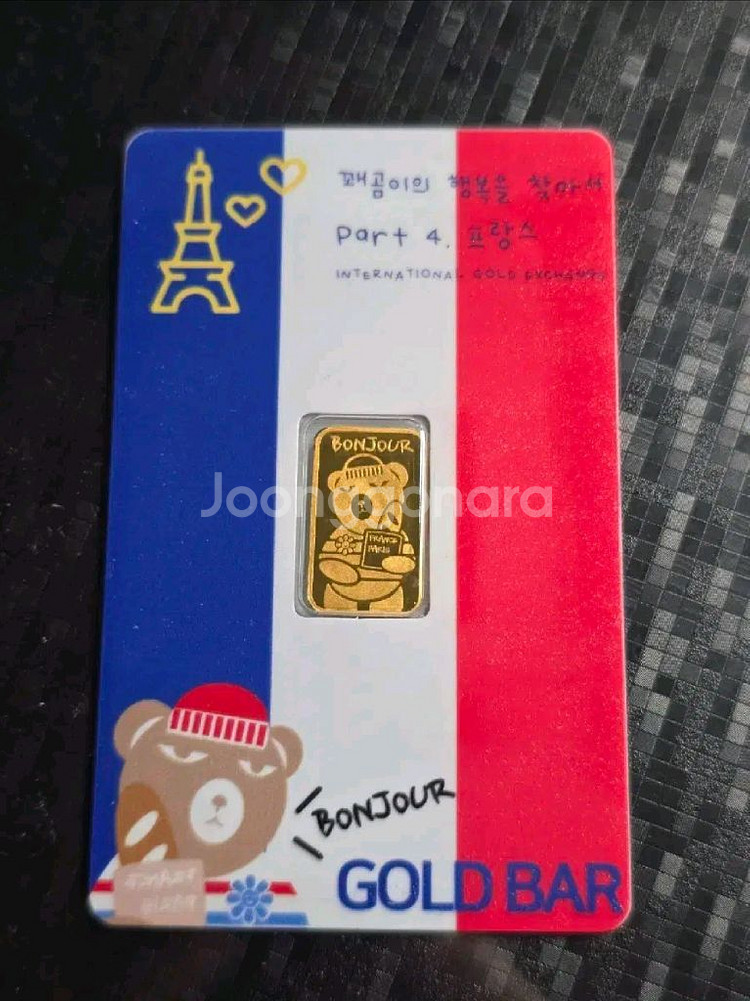 꽤곰이의 행복을 찾아서
Part 4. 프랑스
INTERNATIONAL GOLD EXCHANGE
BONJOUR
FRANCE
PARIS
Joonggonara
BONJOUR
GOLD BAR